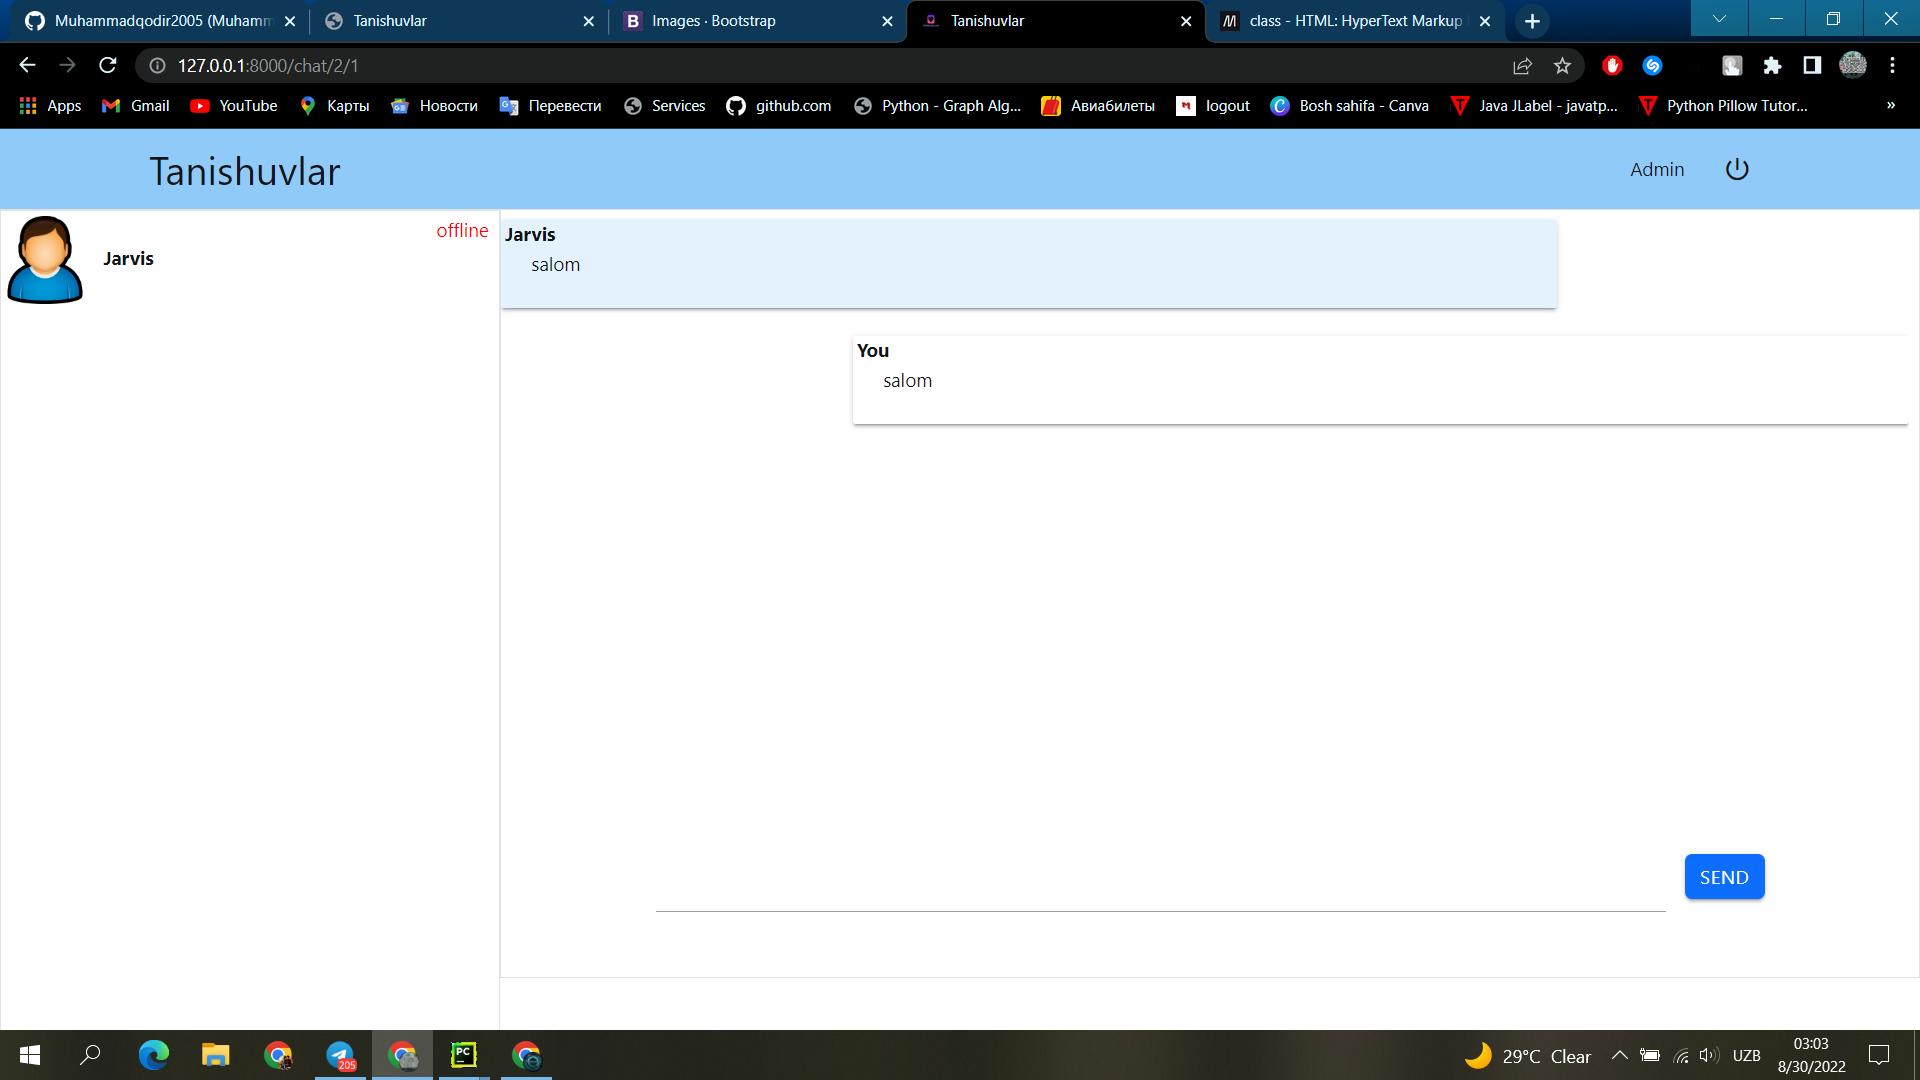 Muhammadqodir2005 (Muhamm
Tanishuvlar
Images · Bootstrap
Tanishuvlar
class - HTML: HyperText Markup
127.0.0.1:8000/chat/2/1
Apps
Gmail
YouTube
Карты
Новости
Перевести
Services
github.com
Python - Graph Alg...
Авиабилеты
logout
Bosh sahifa - Canva
Java JLabel - javatp...
Python Pillow Tutor...
»
Tanishuvlar
Admin
offline
Jarvis
Jarvis
salom
You
salom
SEND
205
PC
29°C Clear
UZB
03:03
8/30/2022